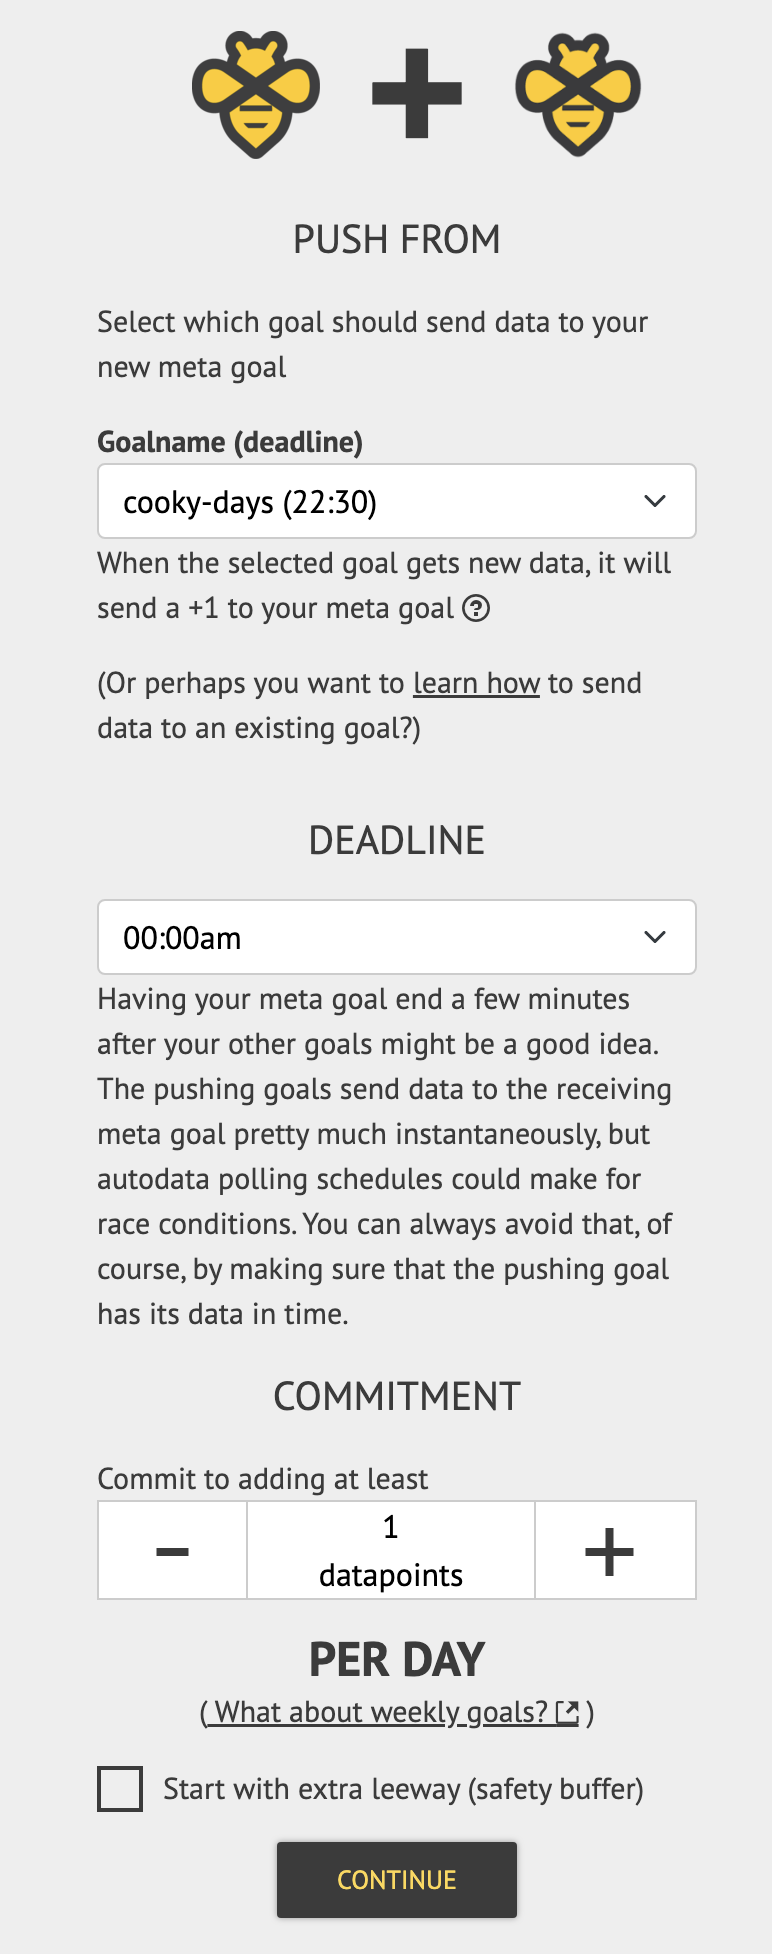 PUSH FROM
Select which goal should send data to your
new meta goal
Goalname (deadline)
cooky-days (22:30)
When the selected goal gets new data, it will
send a +1 to your meta goal ?
(Or perhaps you want to learn how to send
data to an existing goal?)
DEADLINE
00:00am
Having your meta goal end a few minutes
after your other goals might be a good idea.
The pushing goals send data to the receiving
meta goal pretty much instantaneously, but
autodata polling schedules could make for
race conditions. You can always avoid that, of
course, by making sure that the pushing goal
has its data in time.
COMMITMENT
Commit to adding at least
- 1 +
datapoints
PER DAY
( What about weekly goals? )
Start with extra leeway (safety buffer)
CONTINUE